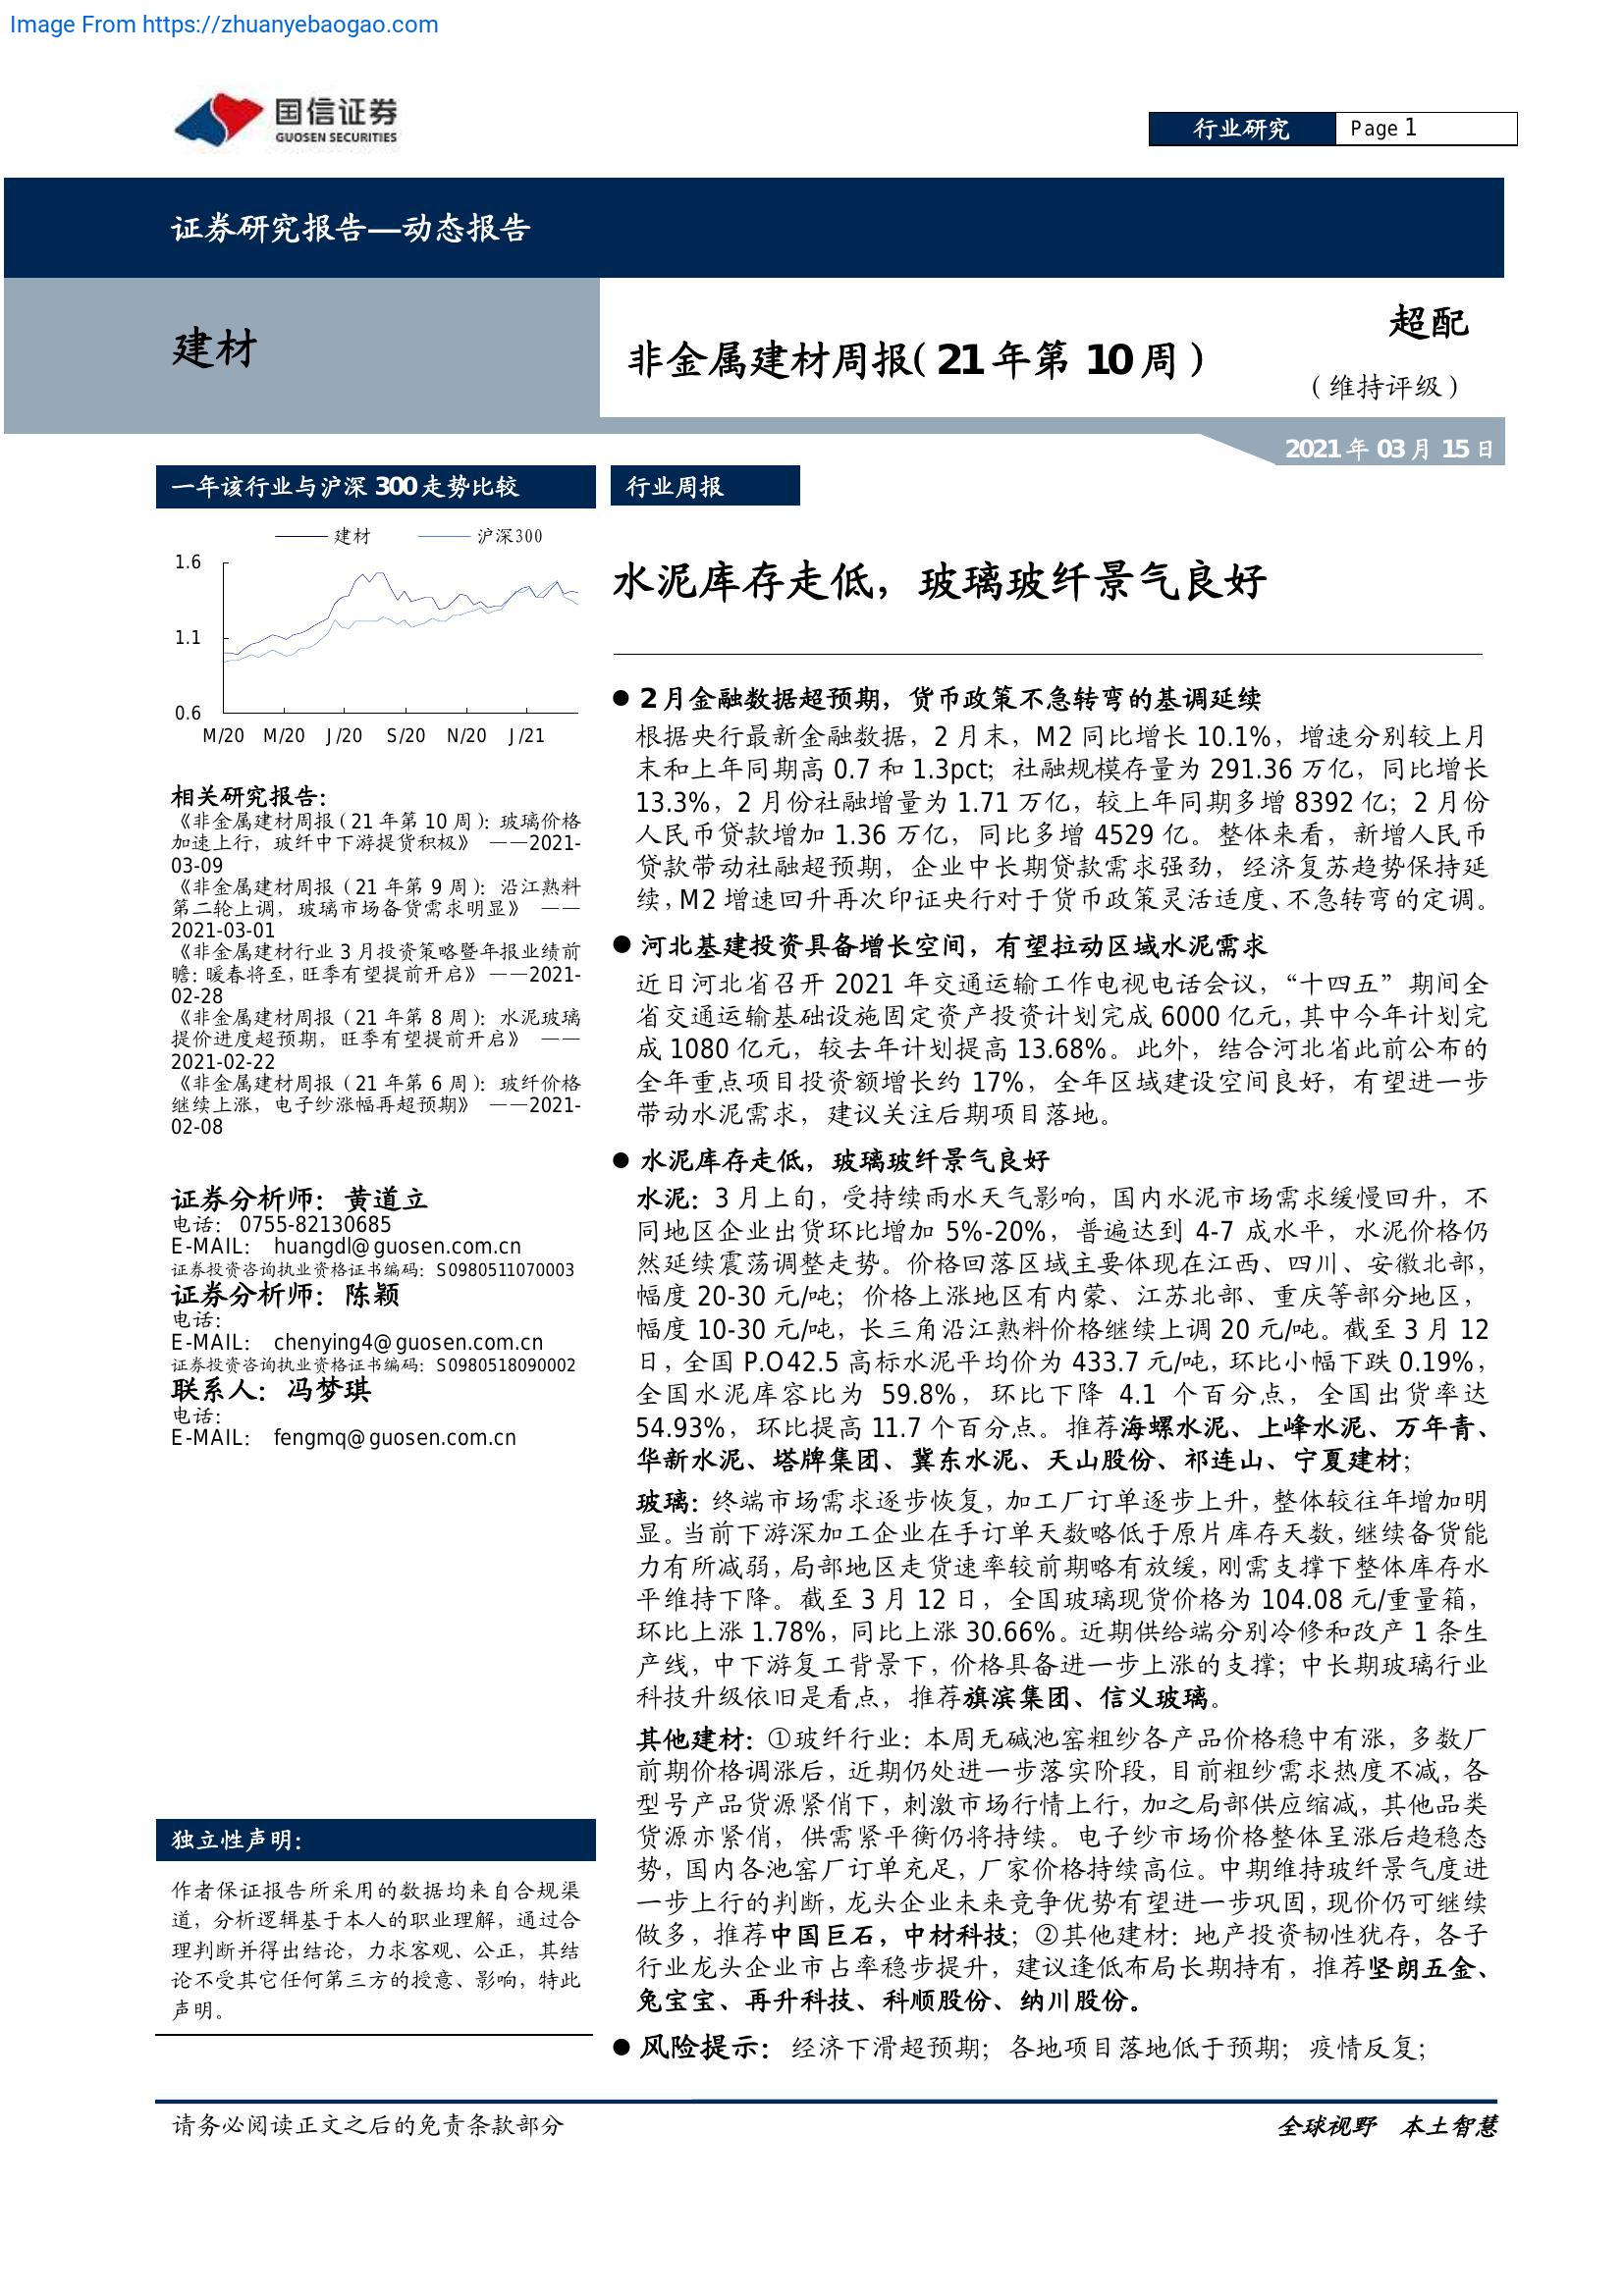 Image From https://zhuanyebaogao.com
国信证券
GUOSEN SECURITIES
行业研究
Page 1
证券研究报告—动态报告
建材
非金属建材周报(21年第 10周)
超配
(维持评级)
2021年 03月 15日
一年该行业与沪深300走势比较
建材 沪深300
1.6
1.1
0.6
M/20 M/20 J/20 S/20 N/20 J/21
相关研究报告:
《非金属建材周报(21 年第 10 周):玻璃价格
加速上行,玻纤中下游提货积极》 ——2021-
03-09
《非金属建材周报(21 年第 9 周):沿江熟料
第二轮上调,玻璃市场备货需求明显》 ——
2021-03-01
《非金属建材行业 3 月投资策略暨年报业绩前
瞻:暖春将至,旺季有望提前开启》 ——2021-
02-28
《非金属建材周报(21 年第 8 周):水泥玻璃
提价进度超预期,旺季有望提前开启》 ——
2021-02-22
《非金属建材周报(21 年第 6 周):玻纤价格
继续上涨,电子纱涨幅再超预期》 ——2021-
02-08
证券分析师:黄道立
电话: 0755-82130685
E-MAIL: huangdl@guosen.com.cn
证券投资咨询执业资格证书编码:S0980511070003
证券分析师:陈颖
电话:
E-MAIL: chenying4@guosen.com.cn
证券投资咨询执业资格证书编码:S0980518090002
联系人:冯梦琪
电话:
E-MAIL: fengmq@guosen.com.cn
独立性声明:
作者保证报告所采用的数据均来自合规渠
道,分析逻辑基于本人的职业理解,通过合
理判断并得出结论,力求客观、公正,其结
论不受其它任何第三方的授意、影响,特此
声明。
行业周报
水泥库存走低,玻璃玻纤景气良好
● 2月金融数据超预期,货币政策不急转弯的基调延续
根据央行最新金融数据,2 月末,M2 同比增长 10.1%,增速分别较上月
末和上年同期高 0.7 和 1.3pct;社融规模存量为 291.36 万亿,同比增长
13.3%,2 月份社融增量为 1.71 万亿,较上年同期多增 8392 亿;2 月份
人民币贷款增加 1.36 万亿,同比多增 4529 亿。整体来看,新增人民币
贷款带动社融超预期,企业中长期贷款需求强劲,经济复苏趋势保持延
续,M2 增速回升再次印证央行对于货币政策灵活适度、不急转弯的定调。
● 河北基建投资具备增长空间,有望拉动区域水泥需求
近日河北省召开 2021 年交通运输工作电视电话会议,“十四五”期间全
省交通运输基础设施固定资产投资计划完成 6000 亿元,其中今年计划完
成 1080 亿元,较去年计划提高 13.68%。此外,结合河北省此前公布的
全年重点项目投资额增长约 17%,全年区域建设空间良好,有望进一步
带动水泥需求,建议关注后期项目落地。
● 水泥库存走低,玻璃玻纤景气良好
水泥:3 月上旬,受持续雨水天气影响,国内水泥市场需求缓慢回升,不
同地区企业出货环比增加 5%-20%,普遍达到 4-7 成水平,水泥价格仍
然延续震荡调整走势。价格回落区域主要体现在江西、四川、安徽北部,
幅度 20-30 元/吨;价格上涨地区有内蒙、江苏北部、重庆等部分地区,
幅度 10-30 元/吨,长三角沿江熟料价格继续上调 20 元/吨。截至 3 月 12
日,全国 P.O42.5 高标水泥平均价为 433.7 元/吨,环比小幅下跌 0.19%,
全国水泥库容比为 59.8%,环比下降 4.1 个百分点,全国出货率达
54.93%,环比提高 11.7 个百分点。推荐海螺水泥、上峰水泥、万年青、
华新水泥、塔牌集团、冀东水泥、天山股份、祁连山、宁夏建材;
玻璃:终端市场需求逐步恢复,加工厂订单逐步上升,整体较往年增加明
显。当前下游深加工企业在手订单天数略低于原片库存天数,继续备货能
力有所减弱,局部地区走货速率较前期略有放缓,刚需支撑下整体库存水
平维持下降。截至 3 月 12 日,全国玻璃现货价格为 104.08 元/重量箱,
环比上涨 1.78%,同比上涨 30.66%。近期供给端分别冷修和改产 1 条生
产线,中下游复工背景下,价格具备进一步上涨的支撑;中长期玻璃行业
科技升级依旧是看点,推荐旗滨集团、信义玻璃。
其他建材:①玻纤行业:本周无碱池窑粗纱各产品价格稳中有涨,多数厂
前期价格调涨后,近期仍处进一步落实阶段,目前粗纱需求热度不减,各
型号产品货源紧俏下,刺激市场行情上行,加之局部供应缩减,其他品类
货源亦紧俏,供需紧平衡仍将持续。电子纱市场价格整体呈涨后趋稳态
势,国内各池窑厂订单充足,厂家价格持续高位。中期维持玻纤景气度进
一步上行的判断,龙头企业未来竞争优势有望进一步巩固,现价仍可继续
做多,推荐中国巨石,中材科技;②其他建材:地产投资韧性犹存,各子
行业龙头企业市占率稳步提升,建议逢低布局长期持有,推荐坚朗五金、
兔宝宝、再升科技、科顺股份、纳川股份。
● 风险提示:经济下滑超预期;各地项目落地低于预期;疫情反复;
请务必阅读正文之后的免责条款部分
全球视野 本土智慧